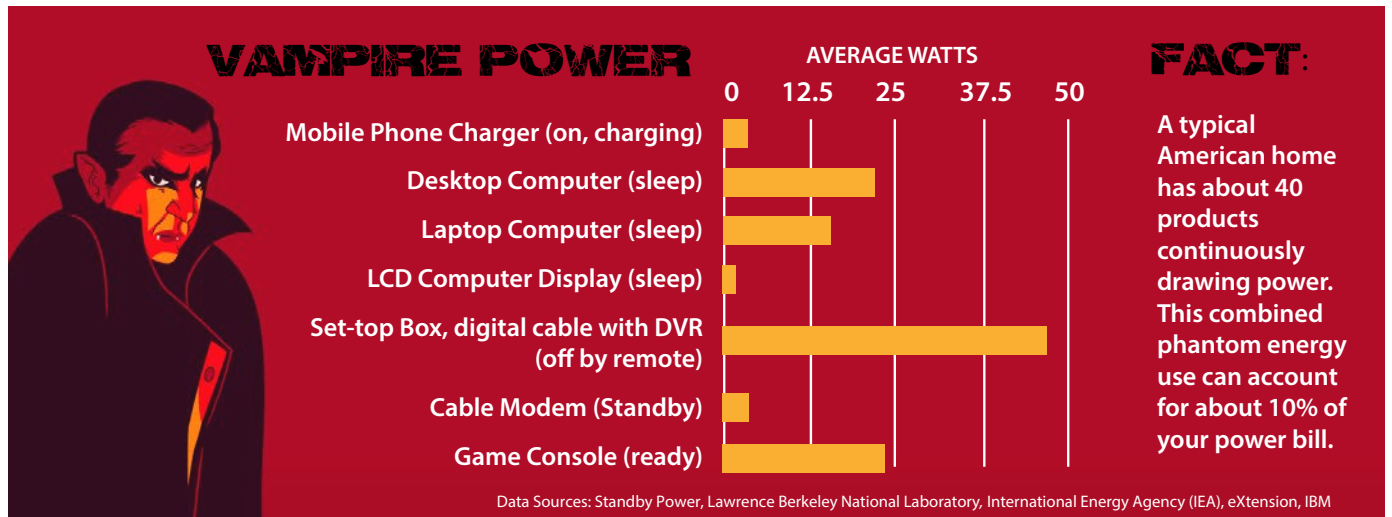 VAMPIRE POWER
AVERAGE WATTS
0 12.5 25 37.5 50
Mobile Phone Charger (on, charging)
Desktop Computer (sleep)
Laptop Computer (sleep)
LCD Computer Display (sleep)
Set-top Box, digital cable with DVR
(off by remote)
Cable Modem (Standby)
Game Console (ready)
FACT:
A typical
American home
has about 40
products
continuously
drawing power.
This combined
phantom energy
use can account
for about 10% of
your power bill.
Data Sources: Standby Power, Lawrence Berkeley National Laboratory, International Energy Agency (IEA), eXtension, IBM